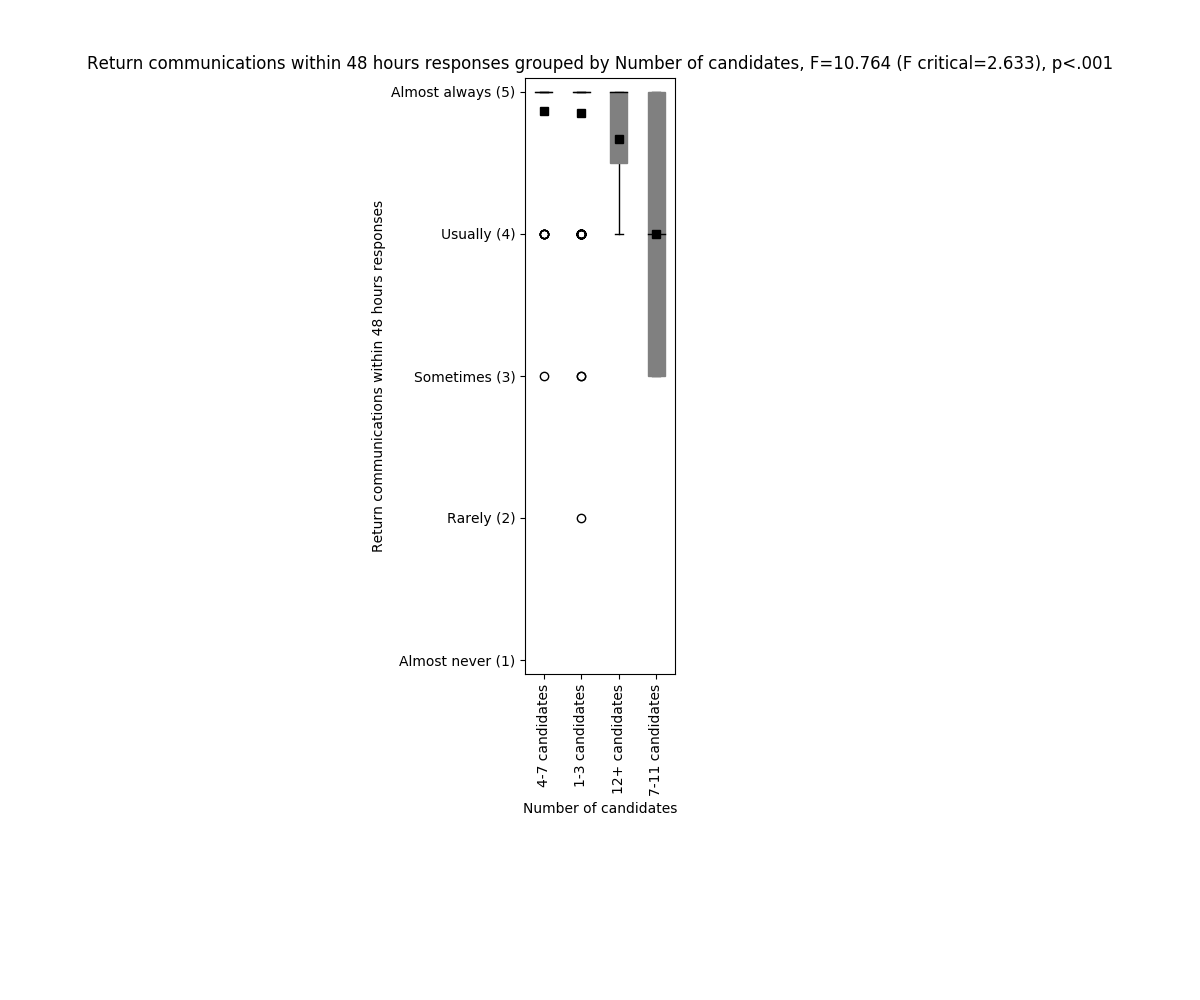 Return communications within 48 hours responses grouped by Number of candidates, F=10.764 (F critical=2.633), p<.001
Return communications within 48 hours responses
Almost always (5)
Usually (4)
Sometimes (3)
Rarely (2)
Almost never (1)
4-7 candidates
1-3 candidates
12+ candidates
7-11 candidates
Number of candidates